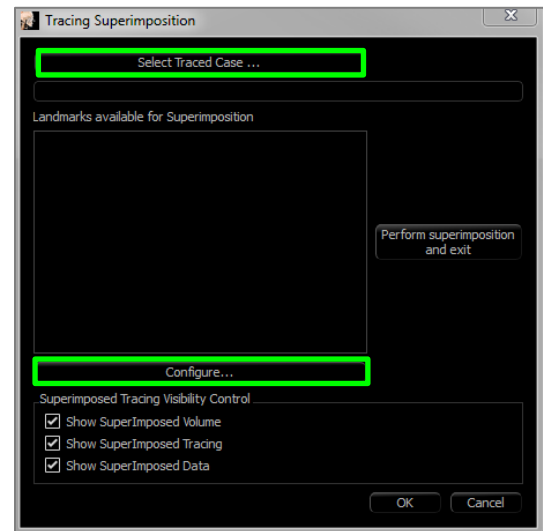 Tracing Superimposition
Select Traced Case ...
Landmarks available for Superimposition
Perform superimposition
and exit
Configure...
Superimposed Tracing Visibility Control
Show SuperImposed Volume
Show SuperImposed Tracing
Show SuperImposed Data
OK
Cancel